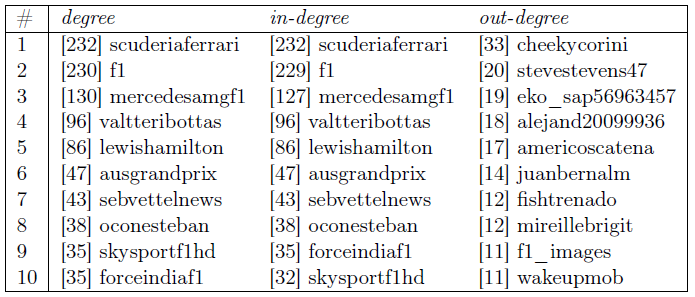 # degree in-degree out-degree
1 [232] scuderiaferrari [232] scuderiaferrari [33] cheekycorini
2 [230] f1 [229] f1 [20] stevestevens47
3 [130] mercedesamgf1 [127] mercedesamgf1 [19] eko_sap56963457
4 [96] valtteribottas [96] valtteribottas [18] alejand20099936
5 [86] lewishamilton [86] lewishamilton [17] americoscatena
6 [47] ausgrandprix [47] ausgrandprix [14] juanbernalm
7 [43] sebvettelnews [43] sebvettelnews [12] fishtrenado
8 [38] oconesteban [38] oconesteban [12] mireillebrigit
9 [35] skysportf1hd [35] forceindiaf1 [11] f1_images
10 [35] forceindiaf1 [32] skysportf1hd [11] wakeupmob